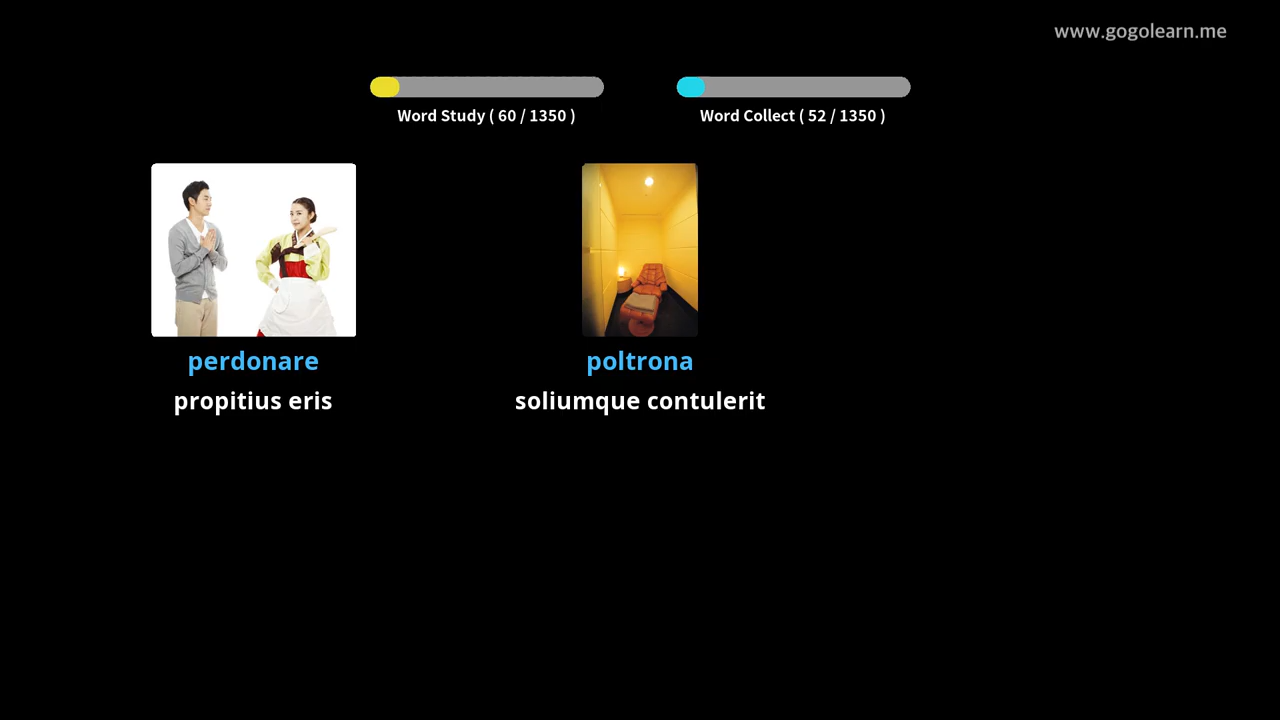 www.gogolearn.me
Word Study ( 60 / 1350 )
Word Collect ( 52 / 1350 )
perdonare
poltrona
propitius eris
soliumque contulerit